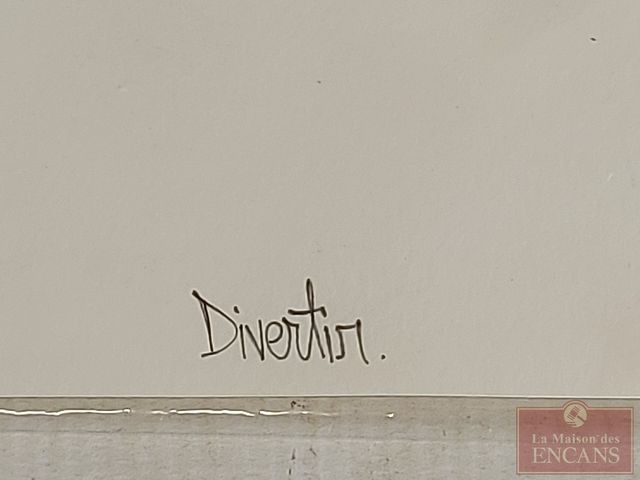 Divertir.
La Maison des
ENCANS